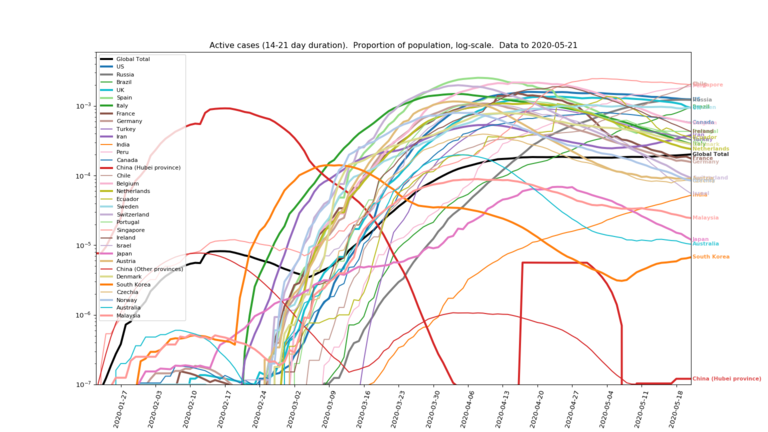 Active cases (14-21 day duration).  Proportion of population, log-scale.  Data to 2020-05-21
Global Total
US
Russia
Brazil
UK
Spain
Italy
France
Germany
Turkey
Iran
India
Peru
Canada
China (Hubei province)
Chile
Belgium
Netherlands
Ecuador
Sweden
Switzerland
Portugal
Singapore
Ireland
Israel
Japan
Austria
China (Other provinces)
Denmark
South Korea
Czechia
Norway
Australia
Malaysia
10⁻³
10⁻⁴
10⁻⁵
10⁻⁶
10⁻⁷
2020-01-27
2020-02-03
2020-02-10
2020-02-17
2020-02-24
2020-03-02
2020-03-09
2020-03-16
2020-03-23
2020-03-30
2020-04-06
2020-04-13
2020-04-20
2020-04-27
2020-05-04
2020-05-11
2020-05-18
Chile
Singapore
Russia
Ireland
Netherlands
Global Total
France
Malaysia
Japan
Australia
South Korea
China (Hubei province)